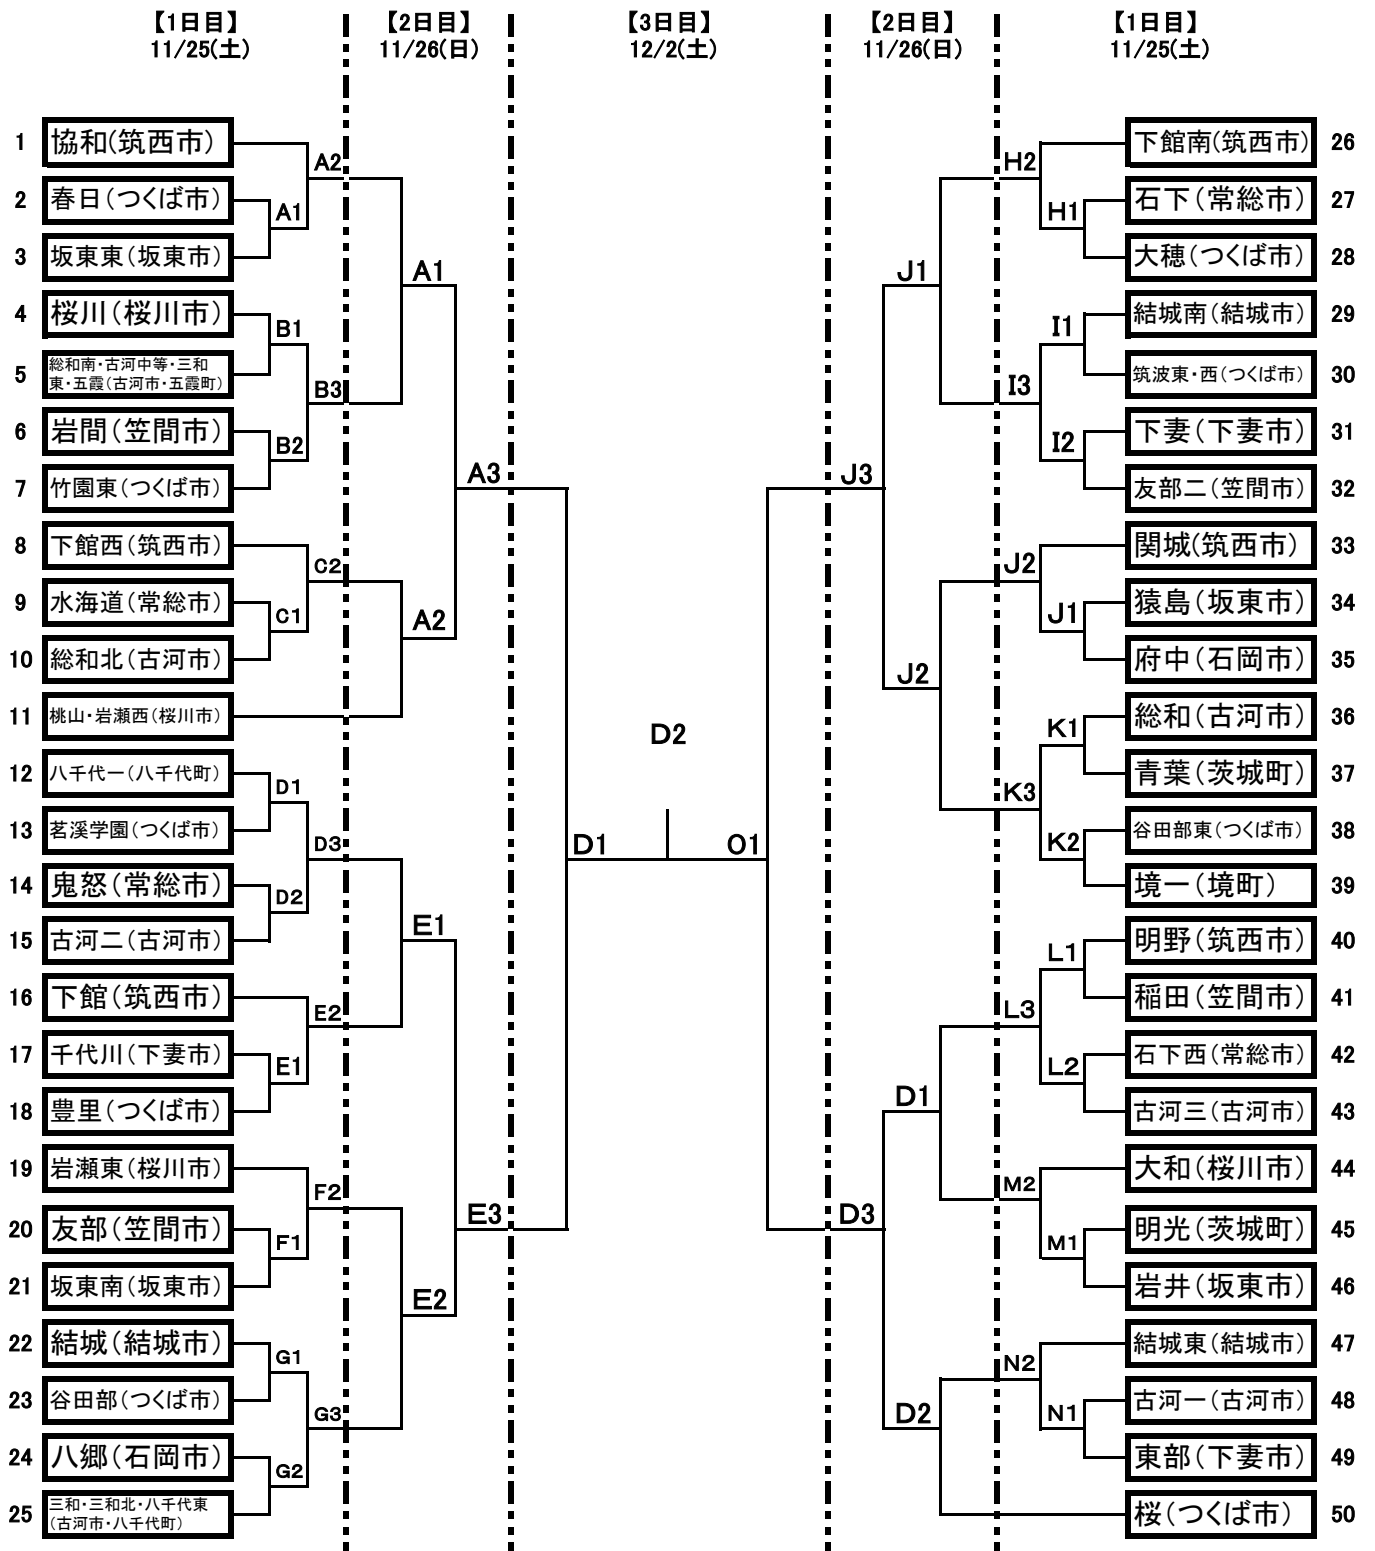 【1日目】
11/25(土)
【2日目】
11/26(日)
【3日目】
12/2(土)
【2日目】
11/26(日)
【1日目】
11/25(土)
1 協和(筑西市)
2 春日(つくば市)
3 坂東東(坂東市)
4 桜川(桜川市)
5 総和南・古河中等・三和
東・五霞(古河市・五霞町)
6 岩間(笠間市)
7 竹園東(つくば市)
8 下館西(筑西市)
9 水海道(常総市)
10 総和北(古河市)
11 桃山・岩瀬西(桜川市)
12 八千代一(八千代町)
13 茗溪学園(つくば市)
14 鬼怒(常総市)
15 古河二(古河市)
16 下館(筑西市)
17 千代川(下妻市)
18 豊里(つくば市)
19 岩瀬東(桜川市)
20 友部(笠間市)
21 坂東南(坂東市)
22 結城(結城市)
23 谷田部(つくば市)
24 八郷(石岡市)
25 三和・三和北・八千代東
(古河市・八千代町)
A2
A1
B1
B3
B2
C2
C1
D1
D3
D2
E2
E1
F2
F1
G1
G3
G2
A1
A3
A2
E1
E3
E2
D2
D1
O1
J1
J3
J2
D1
D3
D2
H2
H1
I1
I3
I2
J2
J1
K1
K3
K2
L1
L3
L2
M2
M1
N2
N1
下館南(筑西市) 26
石下(常総市) 27
大穂(つくば市) 28
結城南(結城市) 29
筑波東・西(つくば市) 30
下妻(下妻市) 31
友部二(笠間市) 32
関城(筑西市) 33
猿島(坂東市) 34
府中(石岡市) 35
総和(古河市) 36
青葉(茨城町) 37
谷田部東(つくば市) 38
境一(境町) 39
明野(筑西市) 40
稲田(笠間市) 41
石下西(常総市) 42
古河三(古河市) 43
大和(桜川市) 44
明光(茨城町) 45
岩井(坂東市) 46
結城東(結城市) 47
古河一(古河市) 48
東部(下妻市) 49
桜(つくば市) 50